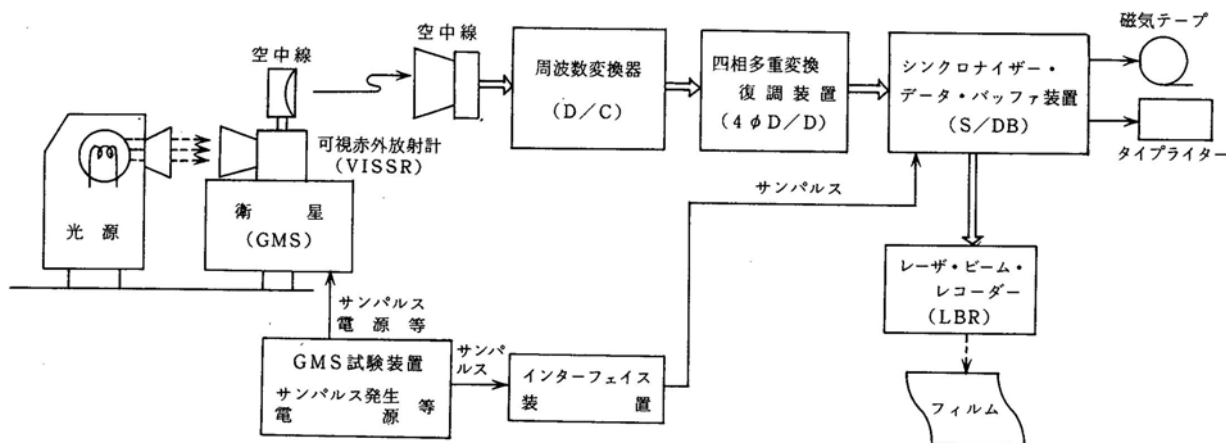 磁気テープ
空中線
空中線
周波数変換器
(D/C)
四相多重変換
復調装置
(4φD/D)
シンクロナイザー・
データ・バッファ装置
(S/DB)
タイプライター
可視赤外放射計
(VISSR)
光源
衛星
(GMS)
サンパルス
レーザ・ビーム・
レコーダー
(LBR)
サンパルス
電源等
GMS試験装置
サンパルス発生
電源等
サンパ
ルス
インターフェイス
装置
フィルム